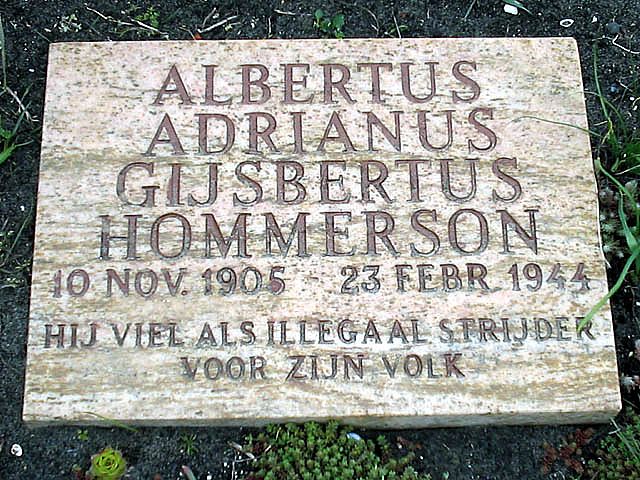 ALBERTUS
ADRIANUS
GIJSBERTUS
HOMMERSON
10 NOV. 1905 - 23 FEBR. 1944
HIJ VIEL ALS ILLEGAAL STRIJDER
VOOR ZIJN VOLK